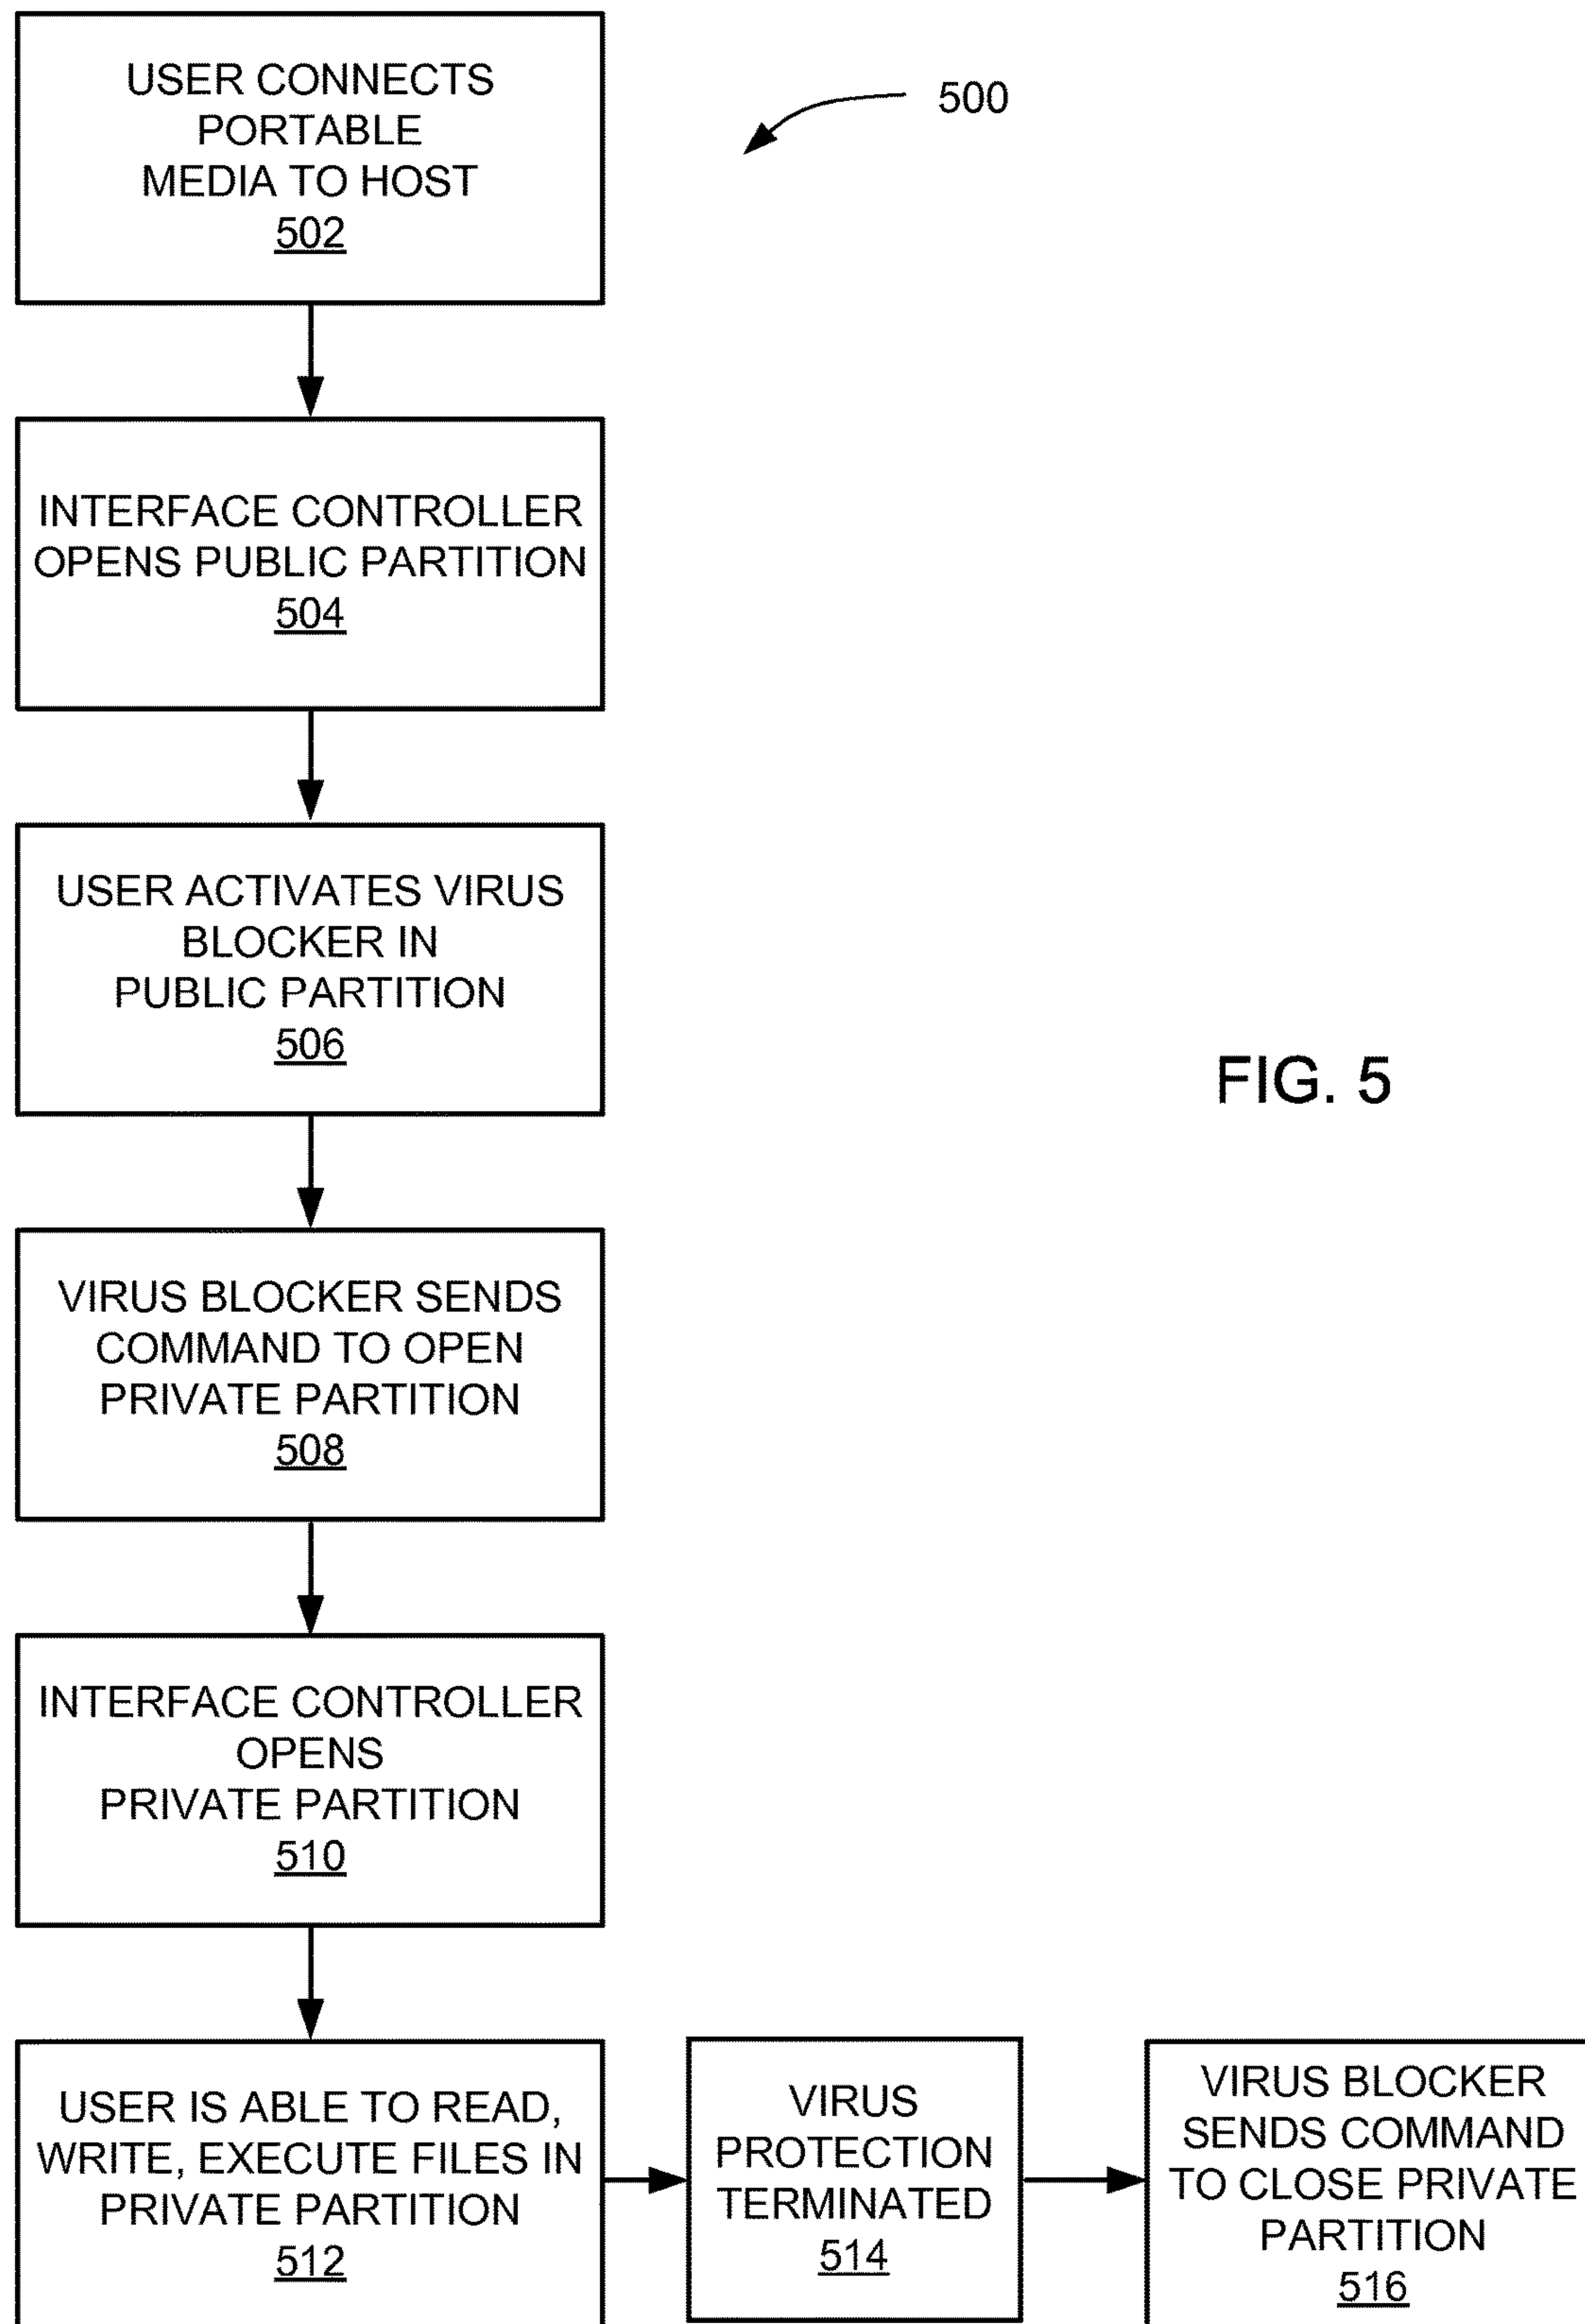 USER CONNECTS
PORTABLE
MEDIA TO HOST
502
500
INTERFACE CONTROLLER
OPENS PUBLIC PARTITION
504
USER ACTIVATES VIRUS
BLOCKER IN
PUBLIC PARTITION
506
FIG. 5
VIRUS BLOCKER SENDS
COMMAND TO OPEN
PRIVATE PARTITION
508
INTERFACE CONTROLLER
OPENS
PRIVATE PARTITION
510
USER IS ABLE TO READ,
WRITE, EXECUTE FILES IN
PRIVATE PARTITION
512
VIRUS
PROTECTION
TERMINATED
514
VIRUS BLOCKER
SENDS COMMAND
TO CLOSE PRIVATE
PARTITION
516